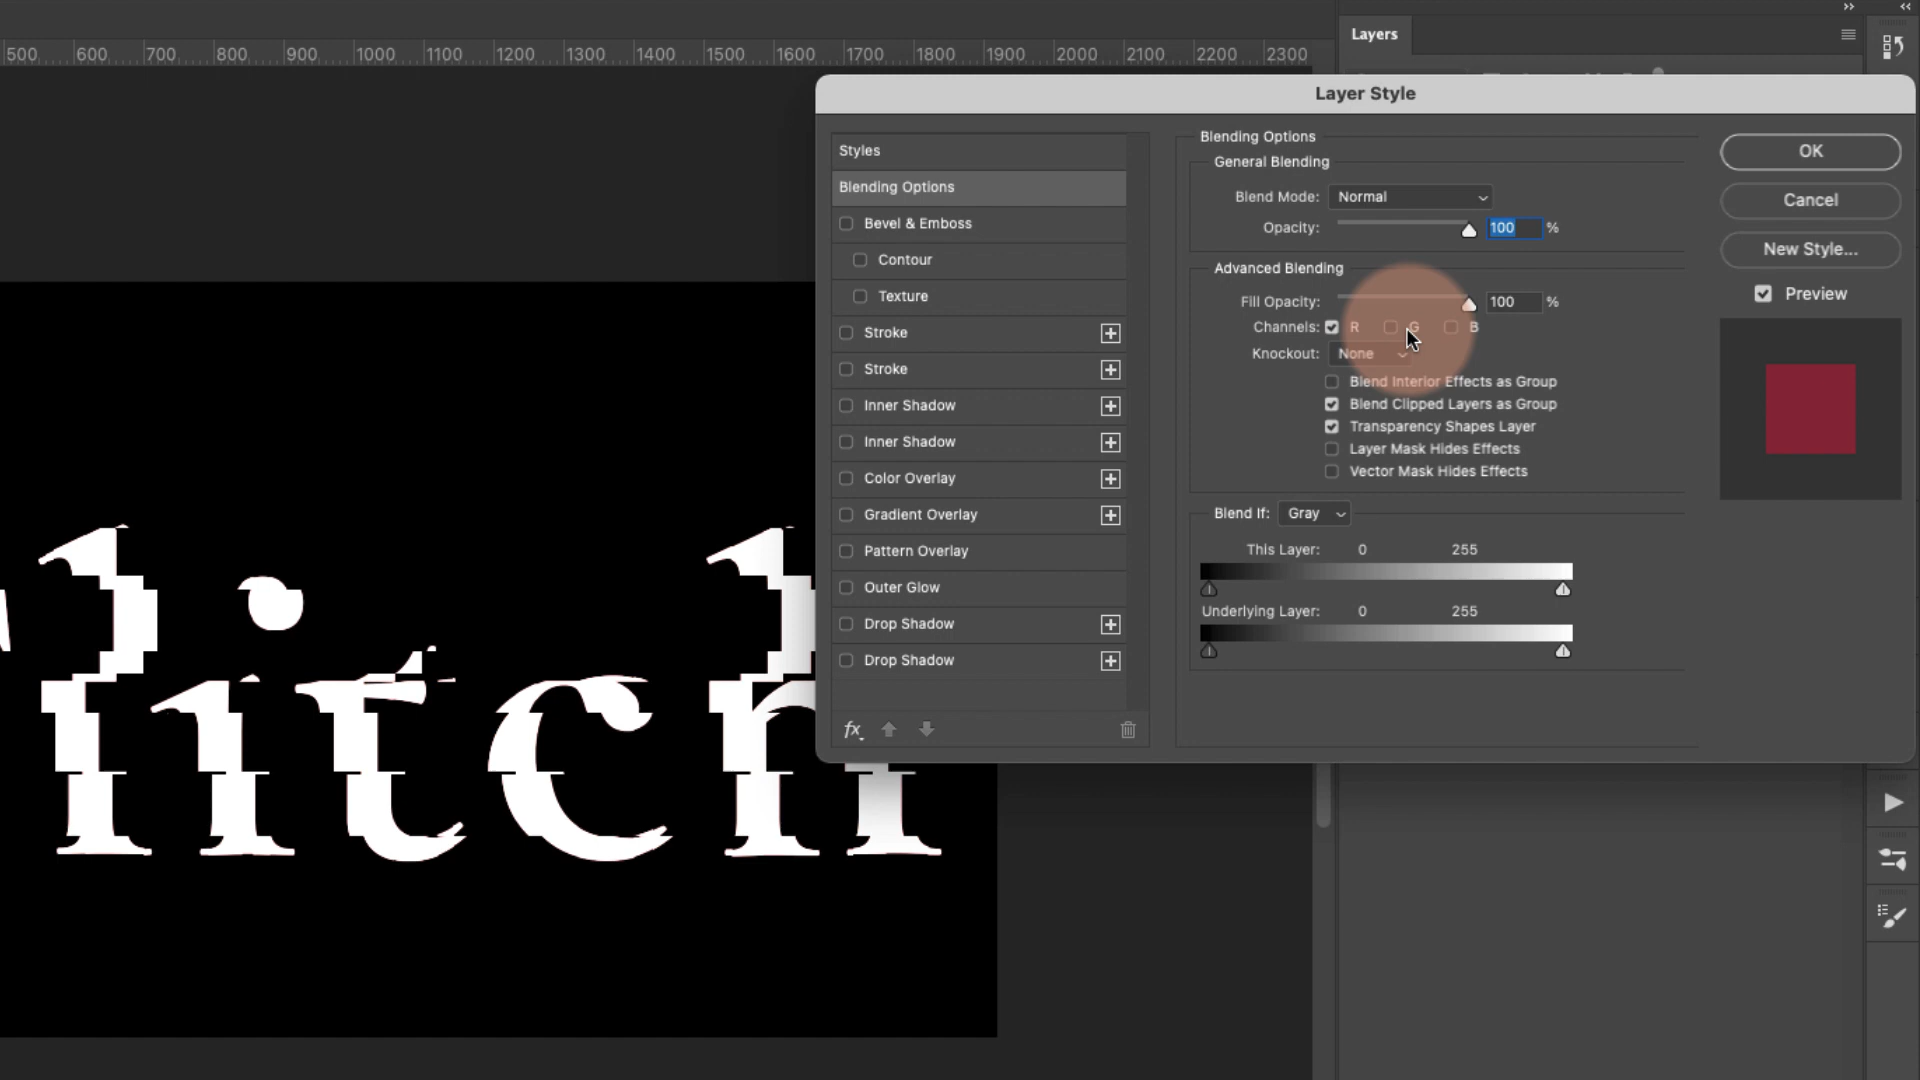 500 600 700 800 900 1000 1100 1200 1300 1400 1500 1600 1700 1800 1900 2000 2100 2200 2300
Layers
Layer Style
Styles
Blending Options
Bevel & Emboss
Contour
Texture
Stroke
Stroke
Inner Shadow
Inner Shadow
Color Overlay
Gradient Overlay
Pattern Overlay
Outer Glow
Drop Shadow
Drop Shadow
fx
Blending Options
General Blending
Blend Mode: Normal
Opacity: 100 %
Advanced Blending
Fill Opacity: 100 %
Channels: R G B
Knockout: None
Blend Interior Effects as Group
Blend Clipped Layers as Group
Transparency Shapes Layer
Layer Mask Hides Effects
Vector Mask Hides Effects
Blend If: Gray
This Layer: 0 255
Underlying Layer: 0 255
OK
Cancel
New Style...
Preview
litch